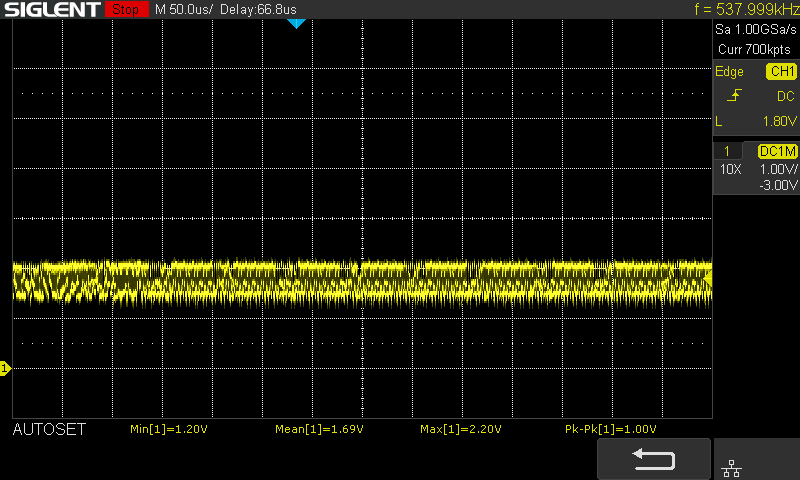 SIGLENT Stop M 50.0us/ Delay:66.8us f = 537.999kHz
Sa 1.00GSa/s
Curr 700kpts
Edge CH1
DC
L 1.80V
1 DC1M
10X 1.00V/
-3.00V
1
AUTOSET Min[1]=1.20V Mean[1]=1.69V Max[1]=2.20V Pk-Pk[1]=1.00V